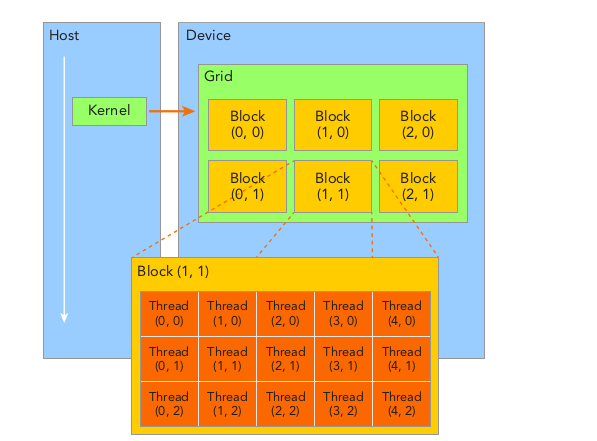 Host
Device
Grid
Kernel
Block
(0, 0)
Block
(1, 0)
Block
(2, 0)
Block
(0, 1)
Block
(1, 1)
Block
(2, 1)
Block (1, 1)
Thread
(0, 0)
Thread
(1, 0)
Thread
(2, 0)
Thread
(3, 0)
Thread
(4, 0)
Thread
(0, 1)
Thread
(1, 1)
Thread
(2, 1)
Thread
(3, 1)
Thread
(4, 1)
Thread
(0, 2)
Thread
(1, 2)
Thread
(2, 2)
Thread
(3, 2)
Thread
(4, 2)